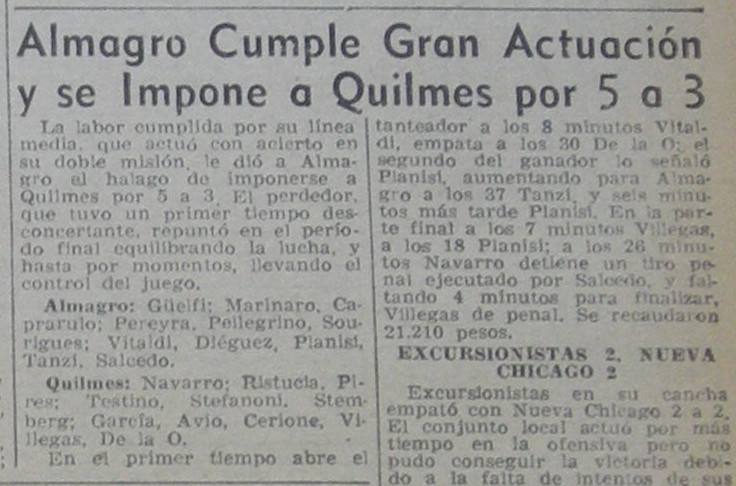 Almagro Cumple Gran Actuación
y se Impone a Quilmes por 5 a 3
La labor cumplida por su línea
media, que actuó con acierto en
su doble misión, le dió a Alma-
gro el halago de imponerse a
Quilmes por 5 a 3. El perdedor,
que tuvo un primer tiempo des-
concertante, repuntó en el perío-
do final equilibrando la lucha, y
hasta por momentos, llevando el
control del juego.
Almagro: Güelfi; Marinaro, Ca-
prarulo; Pereyra, Pellegrino, Sou-
rigues; Vitaldi, Diéguez, Pianisi,
Tanzi, Salcedo.
Quilmes: Navarro; Ristucia, Pi-
res; Testino, Stefanoni, Stem-
berg; García, Avio, Cerione, Vi-
llegas, De la O.
En el primer tiempo abre el
tanteador a los 8 minutos Vital-
di, empata a los 30 De la O; el
segundo del ganador lo señaló
Pianisi, aumentando para Alma-
gro a los 37 Tanzi, y seis minu-
tos más tarde Pianisi. En la par-
te final a los 7 minutos Villegas,
a los 18 Pianisi; a los 26 minu-
tos Navarro detiene un tiro pe-
nal ejecutado por Salcedo, y fal-
tando 4 minutos para finalizar,
Villegas de penal. Se recaudaron
21.210 pesos.
EXCURSIONISTAS 2, NUEVA
CHICAGO 2
Excursionistas en su cancha
empató con Nueva Chicago 2 a 2.
El conjunto local actuó por más
tiempo en la ofensiva pero no
pudo conseguir la victoria debi-
do a la falta de intentos de sus